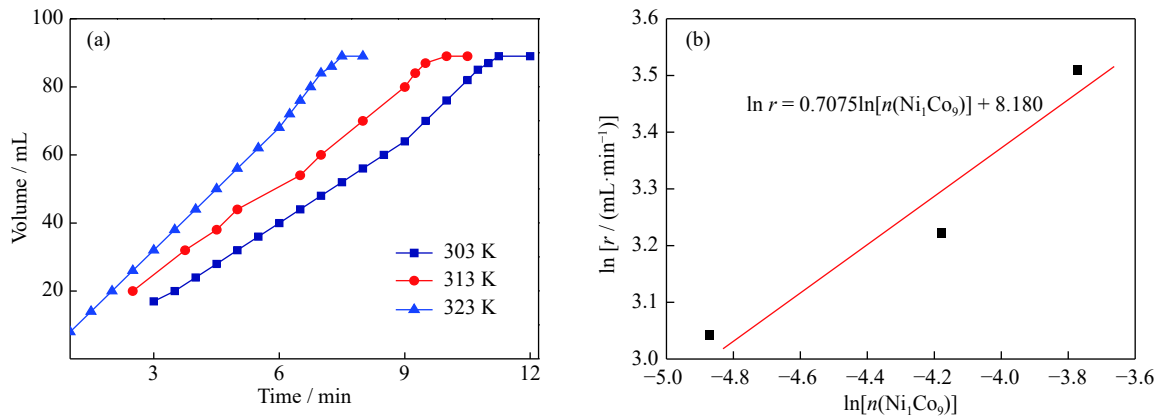 (a)
100
80
60
40
20
Volume / mL
3
6
9
12
Time / min
303 K
313 K
323 K
(b)
3.6
3.5
3.4
3.3
3.2
3.1
3.0
ln [r / (mL·min⁻¹)]
ln r = 0.7075ln[n(Ni₁Co₉)] + 8.180
−5.0
−4.8
−4.6
−4.4
−4.2
−4.0
−3.8
−3.6
ln[n(Ni₁Co₉)]